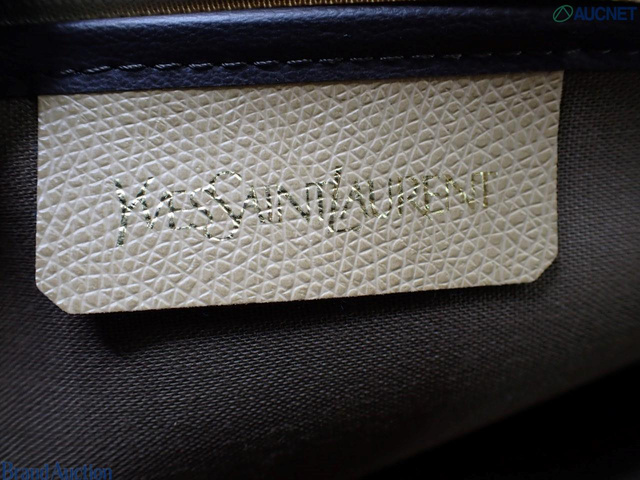 AUCNET
YVESSAINTLAURENT
Brand Auction